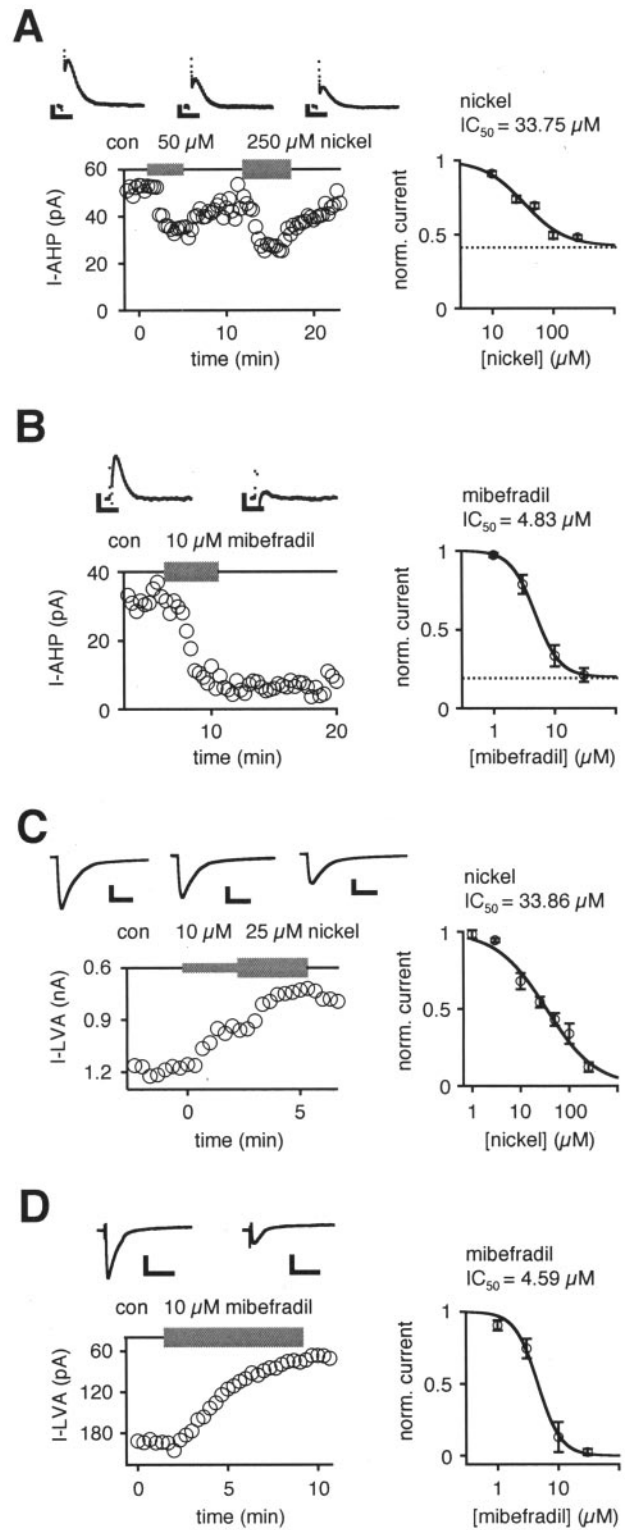 A
con 50 µM 250 µM nickel
60
40
20
0
I-AHP (pA)
0 10 20
time (min)
nickel
IC50 = 33.75 µM
1
0.5
0
norm. current
10 100
[nickel] (µM)
B
con 10 µM mibefradil
40
20
0
I-AHP (pA)
10 20
time (min)
mibefradil
IC50 = 4.83 µM
1
0.5
0
norm. current
1 10
[mibefradil] (µM)
C
con 10 µM 25 µM nickel
0.6
0.9
1.2
I-LVA (nA)
0 5
time (min)
nickel
IC50 = 33.86 µM
1
0.5
0
norm. current
1 10 100
[nickel] (µM)
D
con 10 µM mibefradil
60
120
180
I-LVA (pA)
0 5 10
time (min)
mibefradil
IC50 = 4.59 µM
1
0.5
0
norm. current
1 10
[mibefradil] (µM)